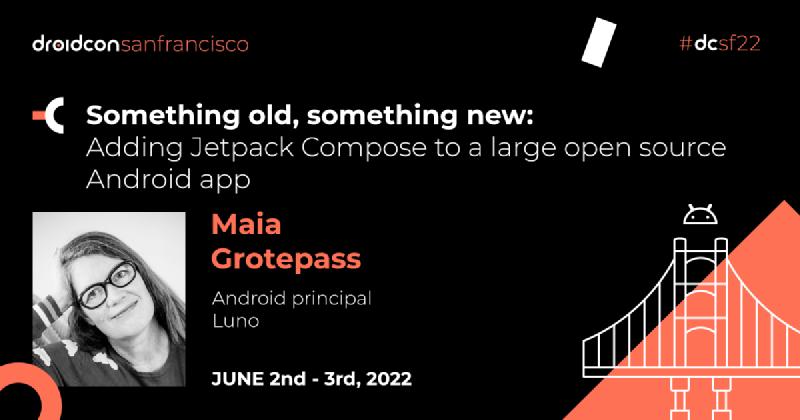 droidconsanfrancisco
#dcsf22
Something old, something new:
Adding Jetpack Compose to a large open source
Android app
Maia
Grotepass
Android principal
Luno
JUNE 2nd - 3rd, 2022